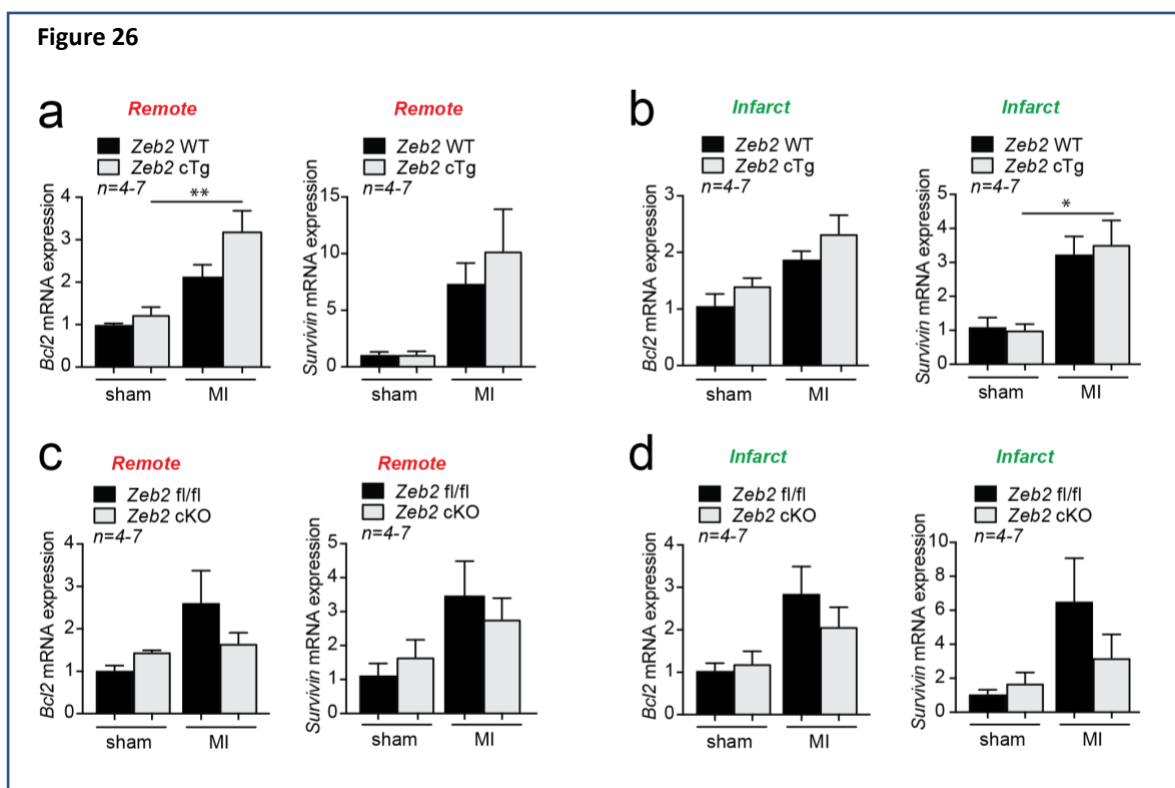 Figure 26
a
Remote
Zeb2 WT
Zeb2 cTg
n=4-7
**
Bcl2 mRNA expression
4
3
2
1
0
sham
MI
Remote
Zeb2 WT
Zeb2 cTg
n=4-7
Survivin mRNA expression
15
10
5
0
sham
MI
b
Infarct
Zeb2 WT
Zeb2 cTg
n=4-7
Bcl2 mRNA expression
3
2
1
0
sham
MI
Infarct
Zeb2 WT
Zeb2 cTg
n=4-7
*
Survivin mRNA expression
5
4
3
2
1
0
sham
MI
c
Remote
Zeb2 fl/fl
Zeb2 cKO
n=4-7
Bcl2 mRNA expression
4
3
2
1
0
sham
MI
Remote
Zeb2 fl/fl
Zeb2 cKO
n=4-7
Survivin mRNA expression
5
4
3
2
1
0
sham
MI
d
Infarct
Zeb2 fl/fl
Zeb2 cKO
n=4-7
Bcl2 mRNA expression
4
3
2
1
0
sham
MI
Infarct
Zeb2 fl/fl
Zeb2 cKO
n=4-7
Survivin mRNA expression
10
8
6
4
2
0
sham
MI